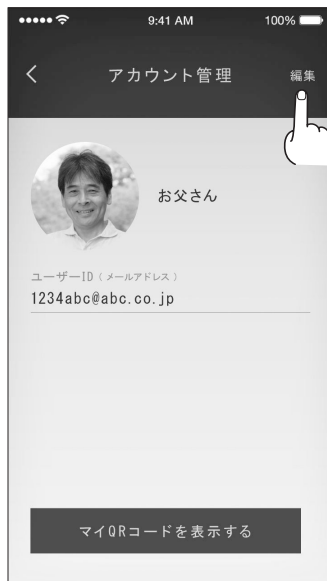 9:41 AM 100%
アカウント管理 編集
お父さん
ユーザーID（メールアドレス）
1234abc@abc.co.jp
マイQRコードを表示する